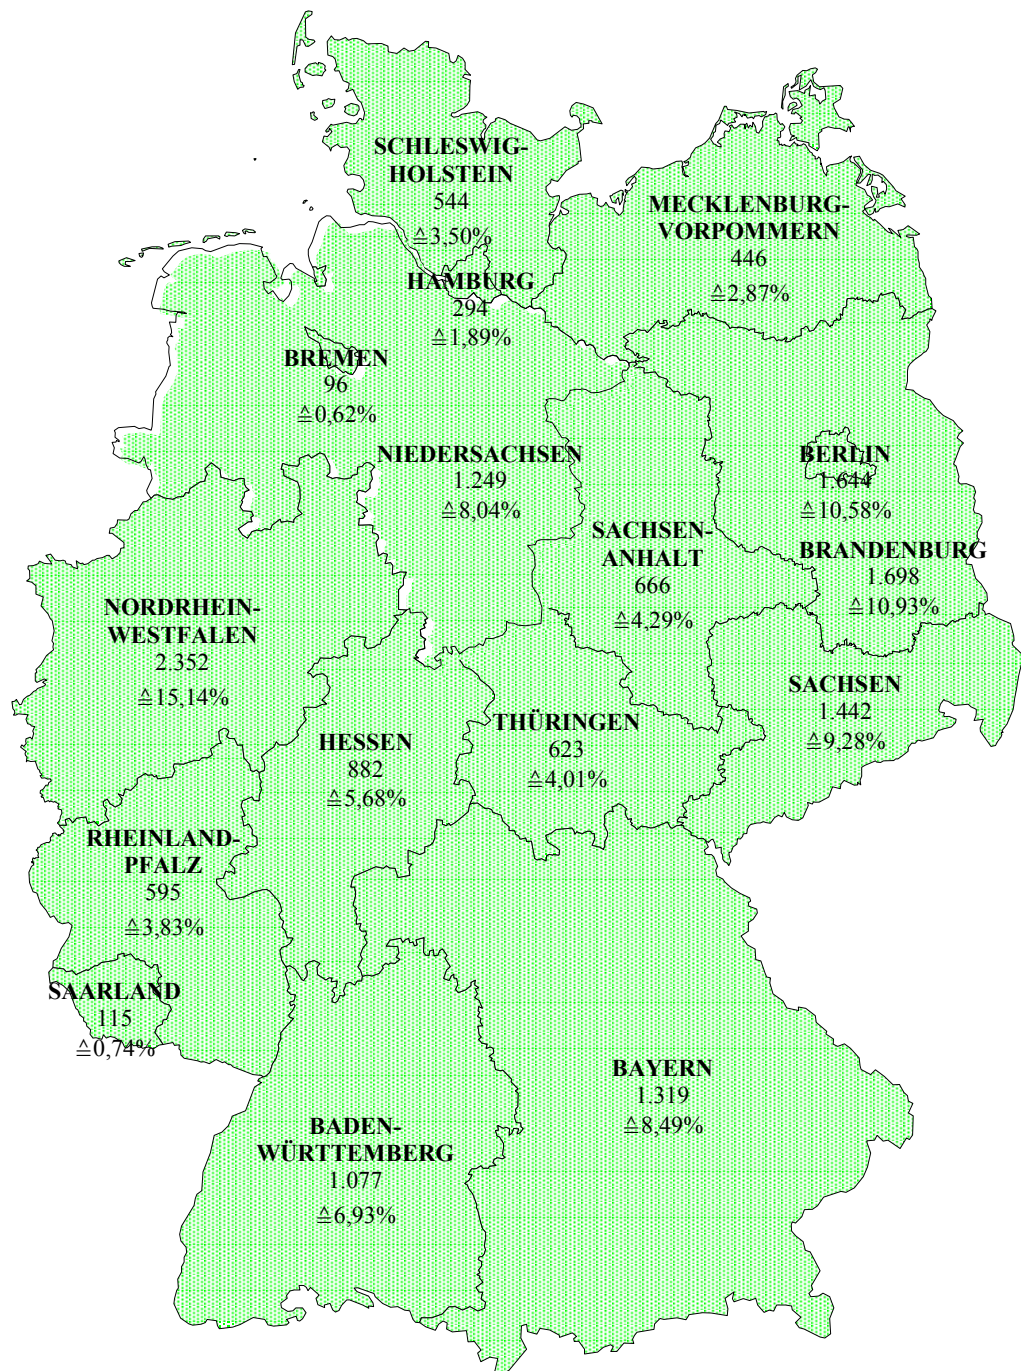 SCHLESWIG-
HOLSTEIN
544
≙3,50%
MECKLENBURG-
VORPOMMERN
446
≙2,87%
HAMBURG
294
≙1,89%
BREMEN
96
≙0,62%
NIEDERSACHSEN
1.249
≙8,04%
BERLIN
1.644
≙10,58%
SACHSEN-
ANHALT
666
≙4,29%
BRANDENBURG
1.698
≙10,93%
NORDRHEIN-
WESTFALEN
2.352
≙15,14%
SACHSEN
1.442
≙9,28%
THÜRINGEN
623
≙4,01%
HESSEN
882
≙5,68%
RHEINLAND-
PFALZ
595
≙3,83%
SAARLAND
115
≙0,74%
BAYERN
1.319
≙8,49%
BADEN-
WÜRTTEMBERG
1.077
≙6,93%